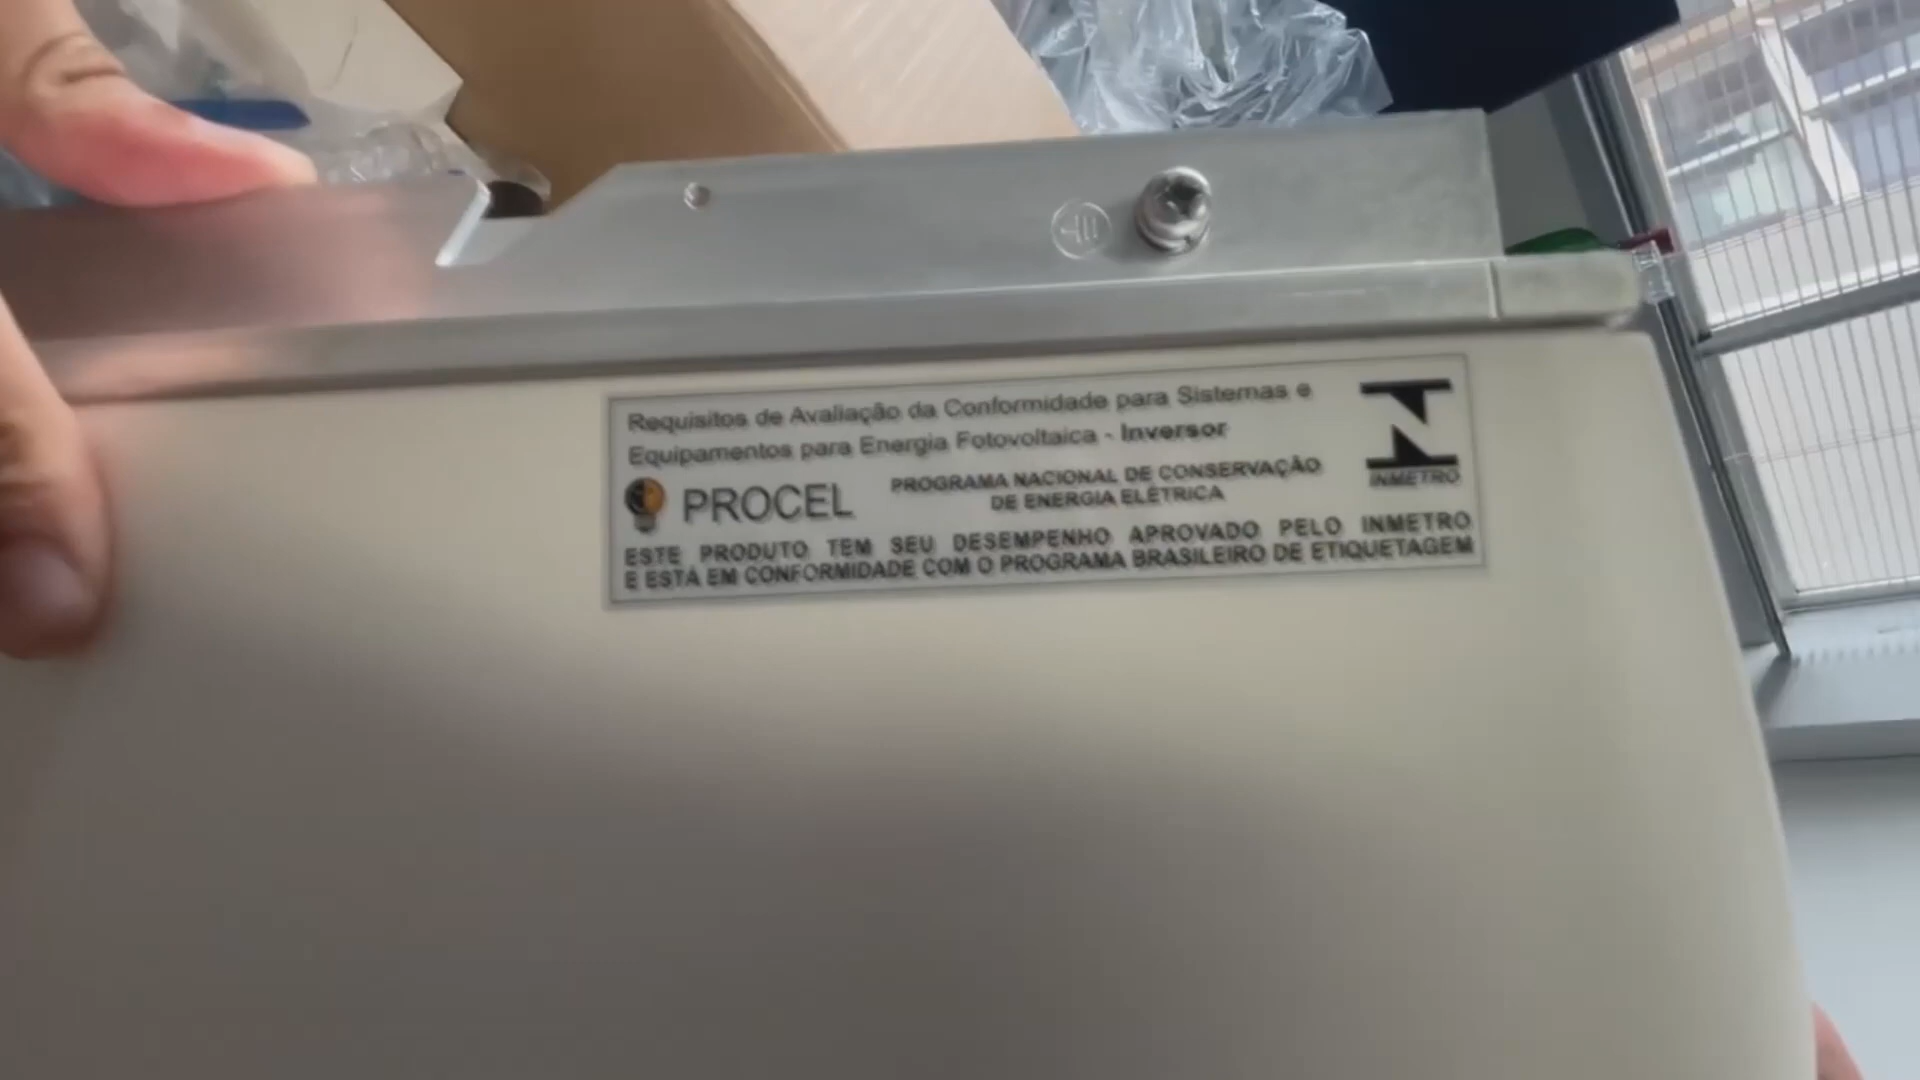 Requisitos de Avaliação da Conformidade para Sistemas e
Equipamentos para Energia Fotovoltaica - Inversor
PROCEL
PROGRAMA NACIONAL DE CONSERVAÇÃO
DE ENERGIA ELÉTRICA
INMETRO
ESTE PRODUTO TEM SEU DESEMPENHO APROVADO PELO INMETRO
E ESTÁ EM CONFORMIDADE COM O PROGRAMA BRASILEIRO DE ETIQUETAGEM